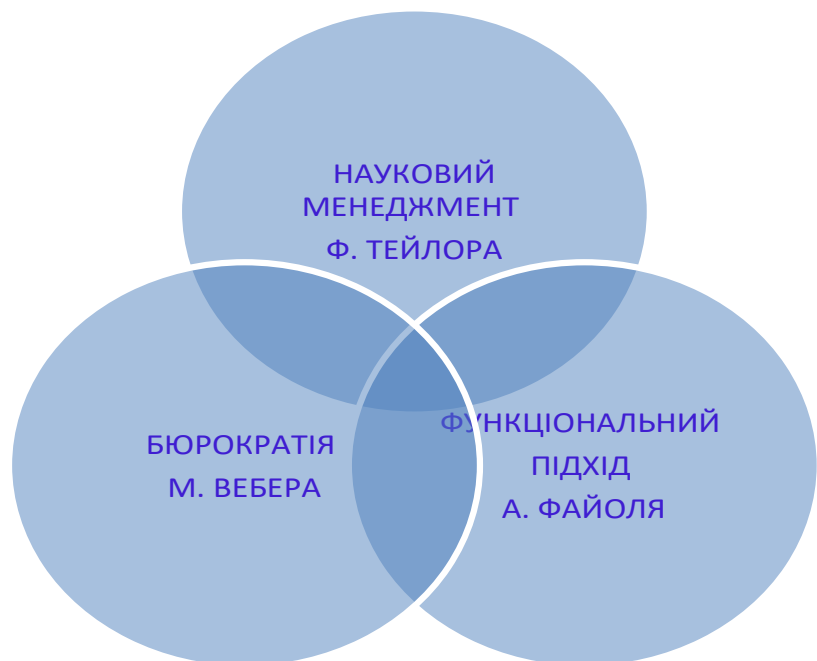 НАУКОВИЙ
МЕНЕДЖМЕНТ
Ф. ТЕЙЛОРА
БЮРОКРАТІЯ
М. ВЕБЕРА
ФУНКЦІОНАЛЬНИЙ
ПІДХІД
А. ФАЙОЛЯ